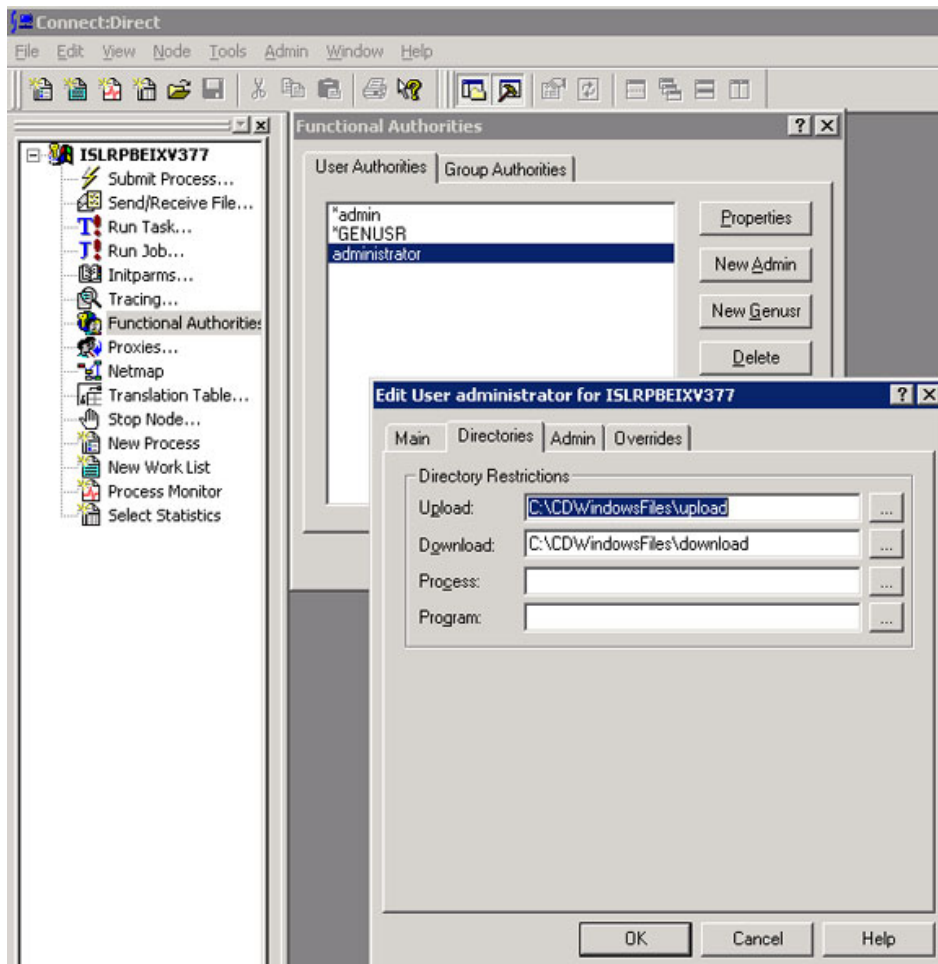 Connect:Direct
File Edit View Node Tools Admin Window Help
ISLRPBEIXV377
Submit Process...
Send/Receive File...
Run Task...
Run Job...
Initparms...
Tracing...
Functional Authorities
Proxies...
Netmap
Translation Table...
Stop Node...
New Process
New Work List
Process Monitor
Select Statistics
Functional Authorities
User Authorities Group Authorities
*admin
*GENUSR
administrator
Properties
New Admin
New Genusr
Delete
Edit User administrator for ISLRPBEIXV377
Main Directories Admin Overrides
Directory Restrictions
Upload: C:\CDWindowsFiles\upload ...
Download: C:\CDWindowsFiles\download ...
Process: ...
Program: ...
OK Cancel Help